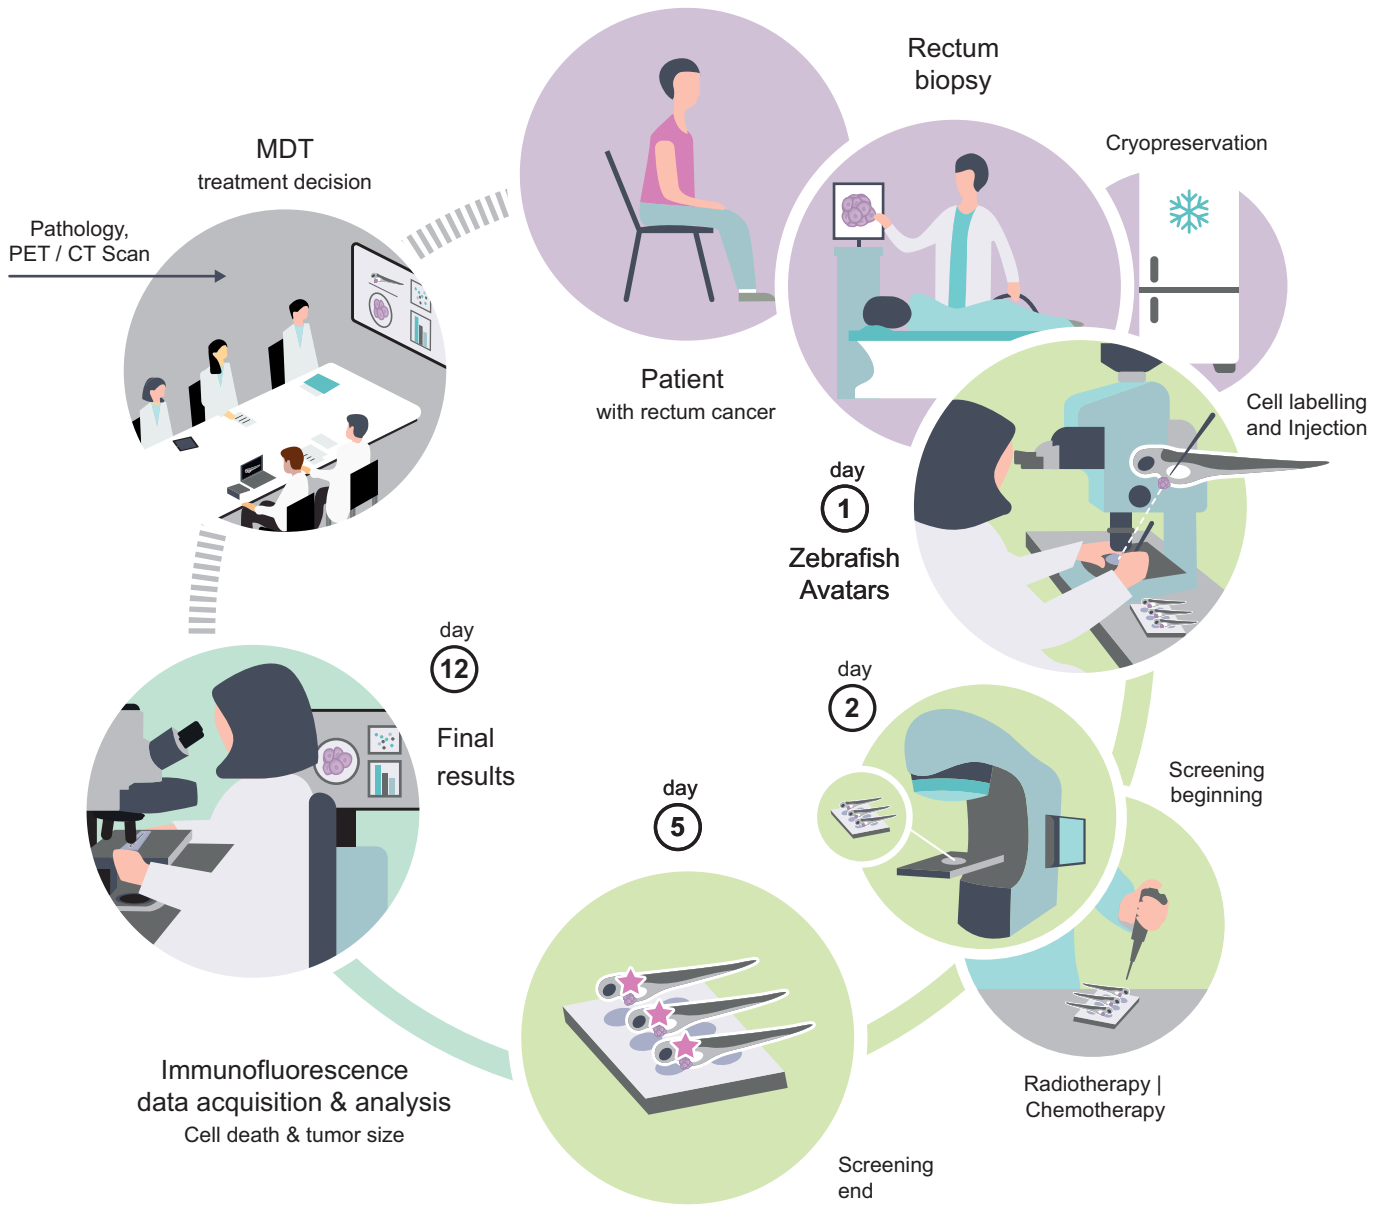 Rectum
biopsy
Cryopreservation
MDT
treatment decision
Pathology,
PET / CT Scan
Patient
with rectum cancer
Cell labelling
and Injection
day
1
Zebrafish
Avatars
day
2
Screening
beginning
Radiotherapy |
Chemotherapy
day
5
Screening
end
day
12
Final
results
Immunofluorescence
data acquisition & analysis
Cell death & tumor size